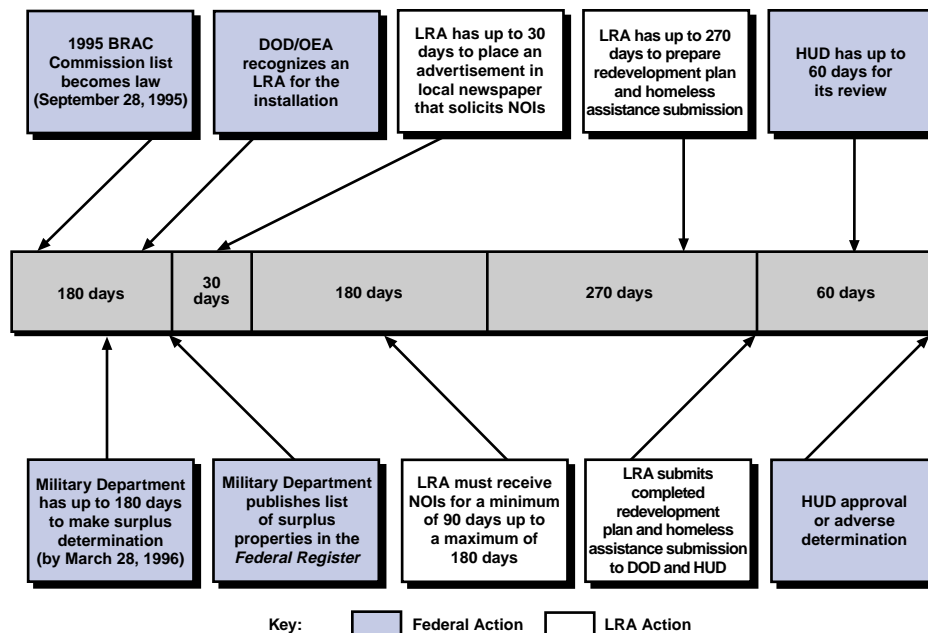 1995 BRAC
Commission list
becomes law
(September 28, 1995)
DOD/OEA
recognizes an
LRA for the
installation
LRA has up to 30
days to place an
advertisement in
local newspaper
that solicits NOIs
LRA has up to 270
days to prepare
redevelopment plan
and homeless
assistance submission
HUD has up to
60 days for
its review
180 days
30
days
180 days
270 days
60 days
Military Department
has up to 180 days
to make surplus
determination
(by March 28, 1996)
Military Department
publishes list
of surplus
properties in the
Federal Register
LRA must receive
NOIs for a minimum
of 90 days up to
a maximum of
180 days
LRA submits
completed
redevelopment
plan and homeless
assistance submission
to DOD and HUD
HUD approval
or adverse
determination
Key:
Federal Action
LRA Action